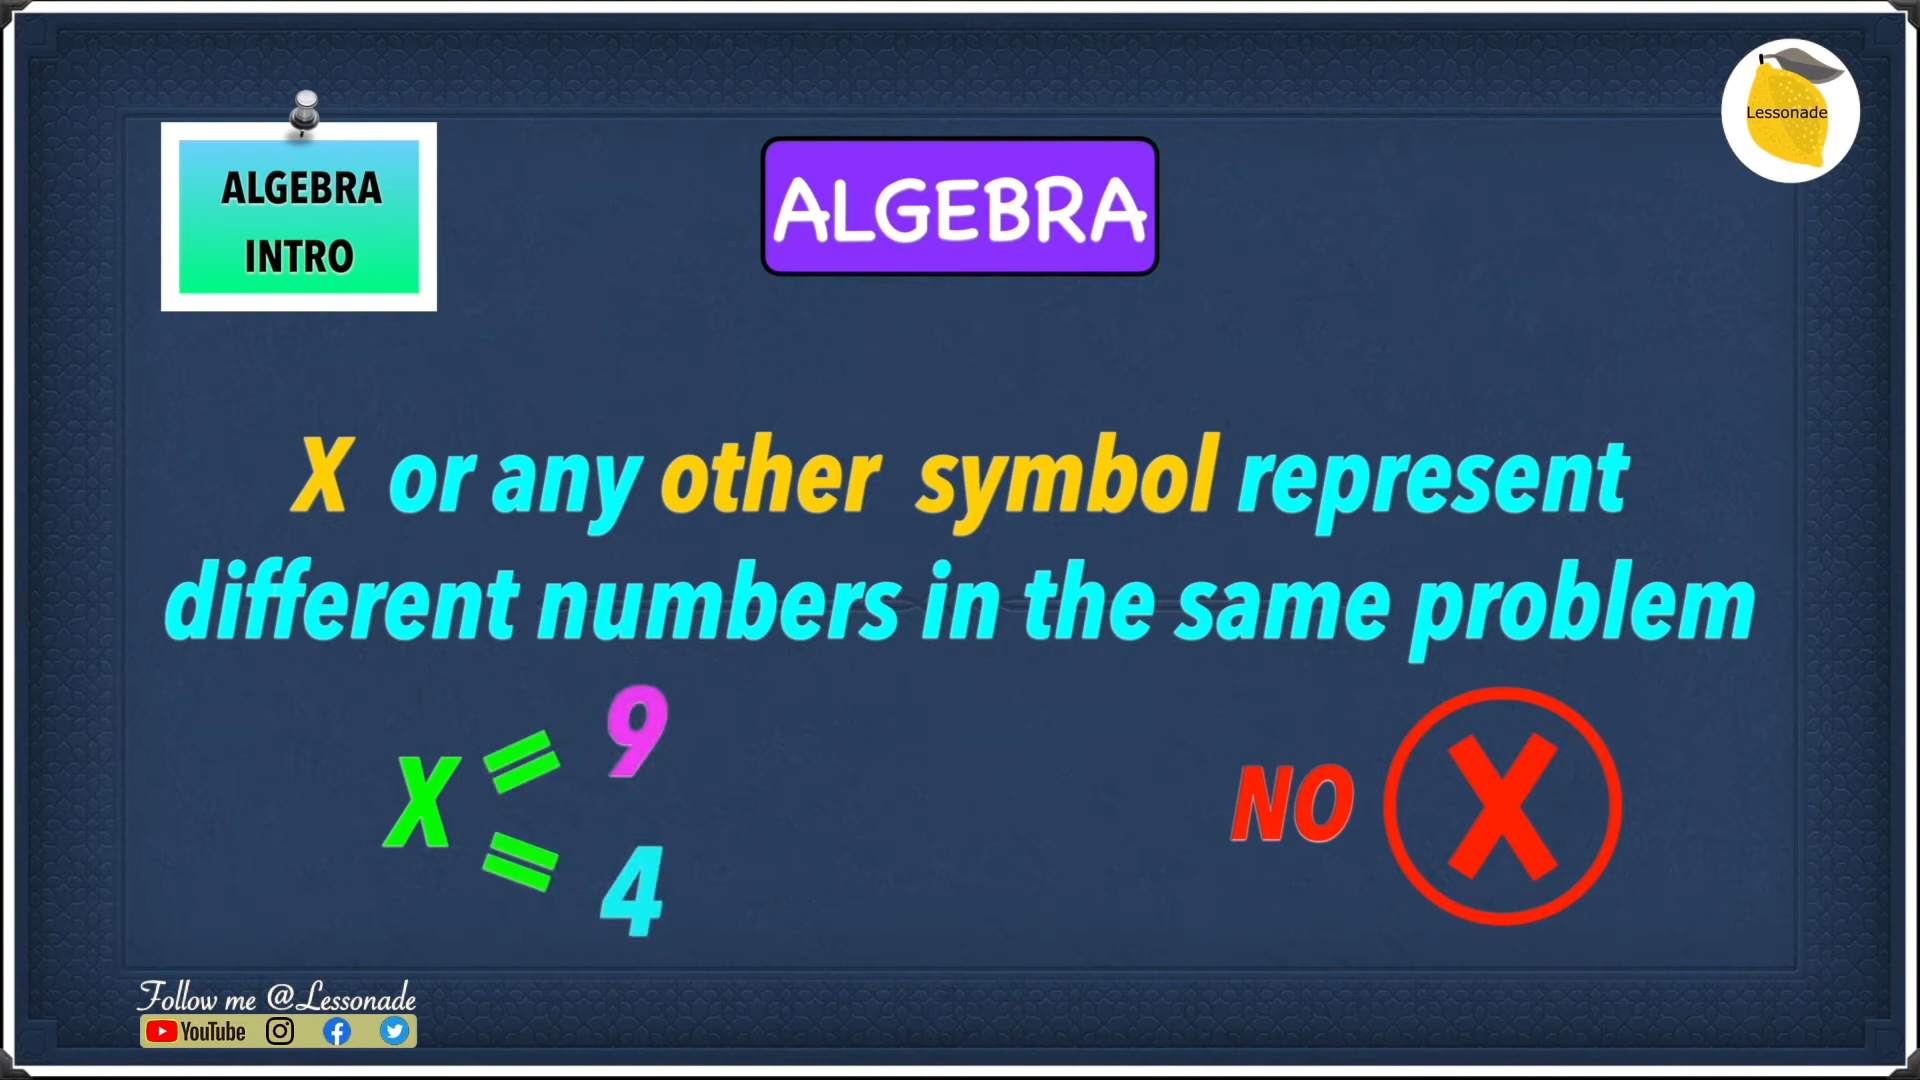 ALGEBRA
INTRO
ALGEBRA
Lessonade
X or any other symbol represent
different numbers in the same problem
X = 9
= 4
NO X
Follow me @Lessonade
YouTube